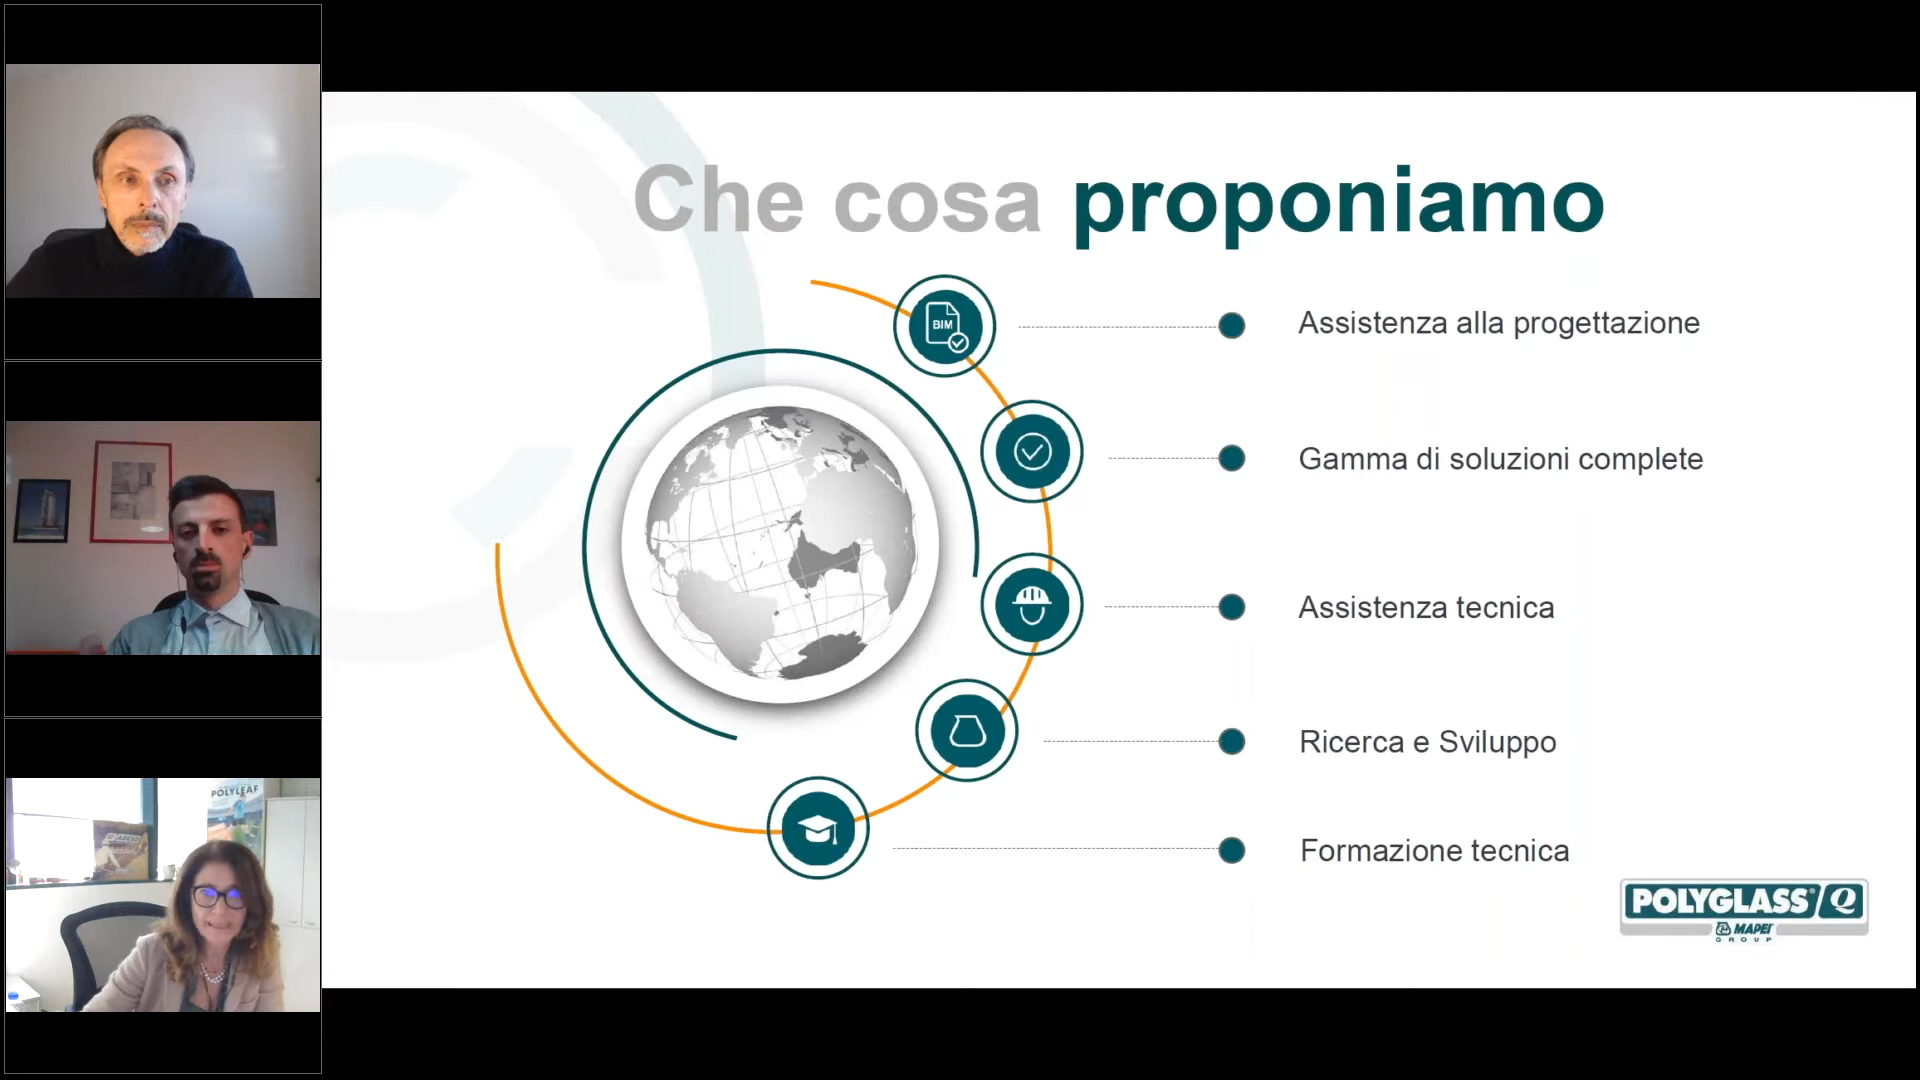 Che cosa proponiamo
BIM
Assistenza alla progettazione
Gamma di soluzioni complete
Assistenza tecnica
Ricerca e Sviluppo
Formazione tecnica
POLYGLASS® Q
MAPEI
GROUP
POLYLEAF